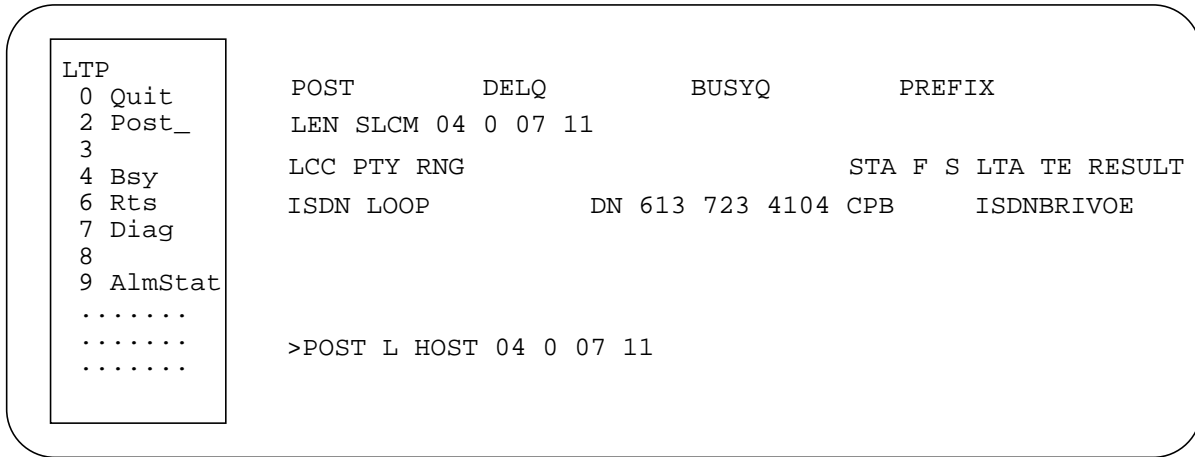 LTP
0 Quit
2 Post_
3
4 Bsy
6 Rts
7 Diag
8
9 AlmStat
.......
.......
.......
POST DELQ BUSYQ PREFIX
LEN SLCM 04 0 07 11
LCC PTY RNG STA F S LTA TE RESULT
ISDN LOOP DN 613 723 4104 CPB ISDNBRIVOE
>POST L HOST 04 0 07 11